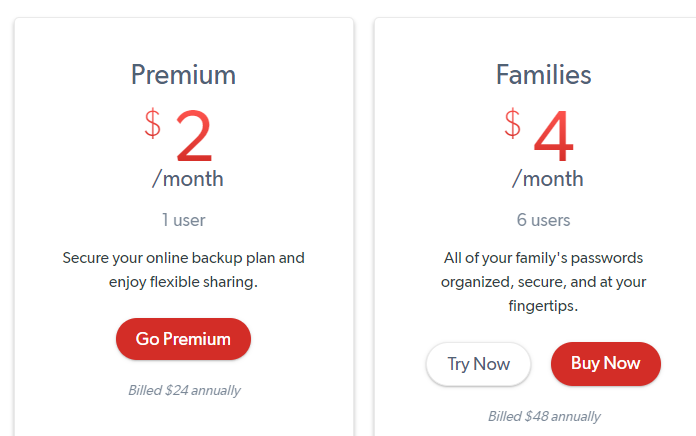 Premium
$ 2
/month
1 user
Secure your online backup plan and
enjoy flexible sharing.
Go Premium
Billed $24 annually
Families
$ 4
/month
6 users
All of your family's passwords
organized, secure, and at your
fingertips.
Try Now
Buy Now
Billed $48 annually